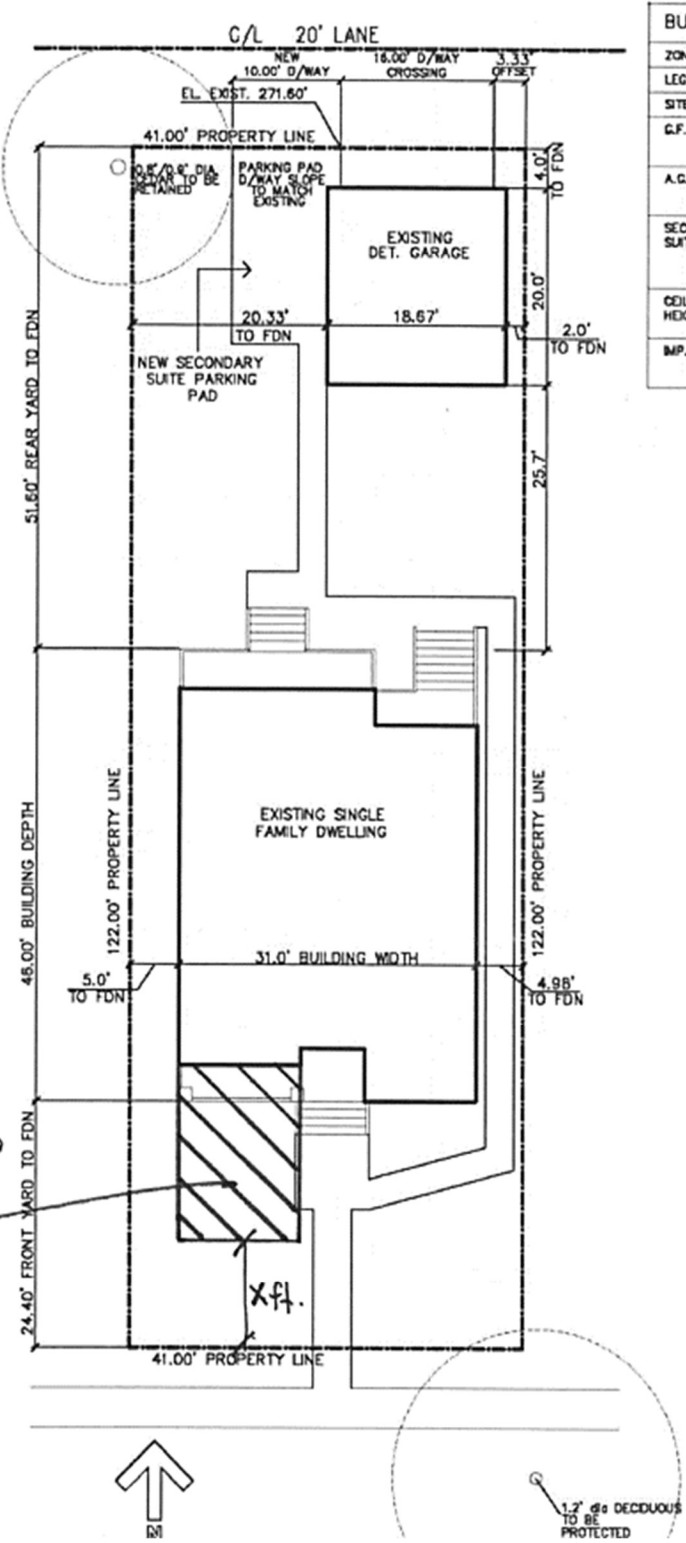 C/L 20' LANE
NEW
10.00' D/WAY
16.00' D/WAY
CROSSING
3.33'
OFFSET
EL. EXIST. 271.60'
41.00' PROPERTY LINE
4.0'
TO FDN
DIA.
CEDAR TO BE
RETAINED
PARKING PAD
D/WAY SLOPE
TO MATCH
EXISTING
EXISTING
DET. GARAGE
20.0'
20.33'
TO FDN
18.67'
2.0'
TO FDN
NEW SECONDARY
SUITE PARKING
PAD
51.60' REAR YARD TO FDN
25.7'
122.00' PROPERTY LINE
EXISTING SINGLE
FAMILY DWELLING
122.00' PROPERTY LINE
46.00' BUILDING DEPTH
31.0' BUILDING WIDTH
5.0'
TO FDN
4.98'
TO FDN
24.40' FRONT YARD TO FDN
Xft.
41.00' PROPERTY LINE
N
1.2' dia DECIDUOUS
TO BE
PROTECTED
BU
ZON
LEG
SITE
G.F.
A.G.
SEC
SUIT
CEIL
HEIG
IMP.